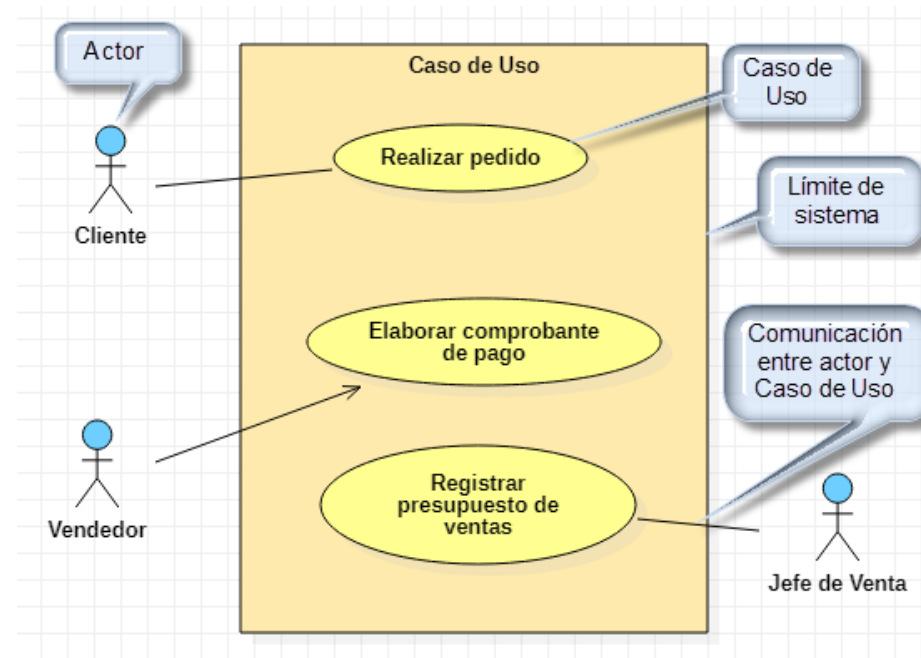 Actor
Caso de Uso
Caso de
Uso
Realizar pedido
Límite de
sistema
Cliente
Elaborar comprobante
de pago
Comunicación
entre actor y
Caso de Uso
Registrar
presupuesto de
ventas
Vendedor
Jefe de Venta